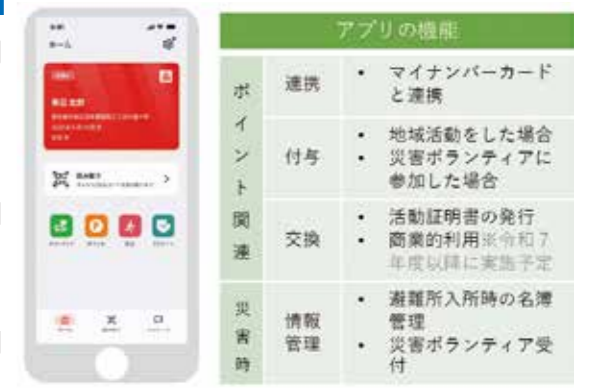 ホーム
アプリの機能
ポイント関連
連携
• マイナンバーカード
と連携
付与
• 地域活動をした場合
• 災害ボランティアに
参加した場合
交換
• 活動証明書の発行
• 商業的利用※令和7
年度以降に実施予定
災害時
情報
管理
• 避難所入所時の名簿
管理
• 災害ボランティア受
付